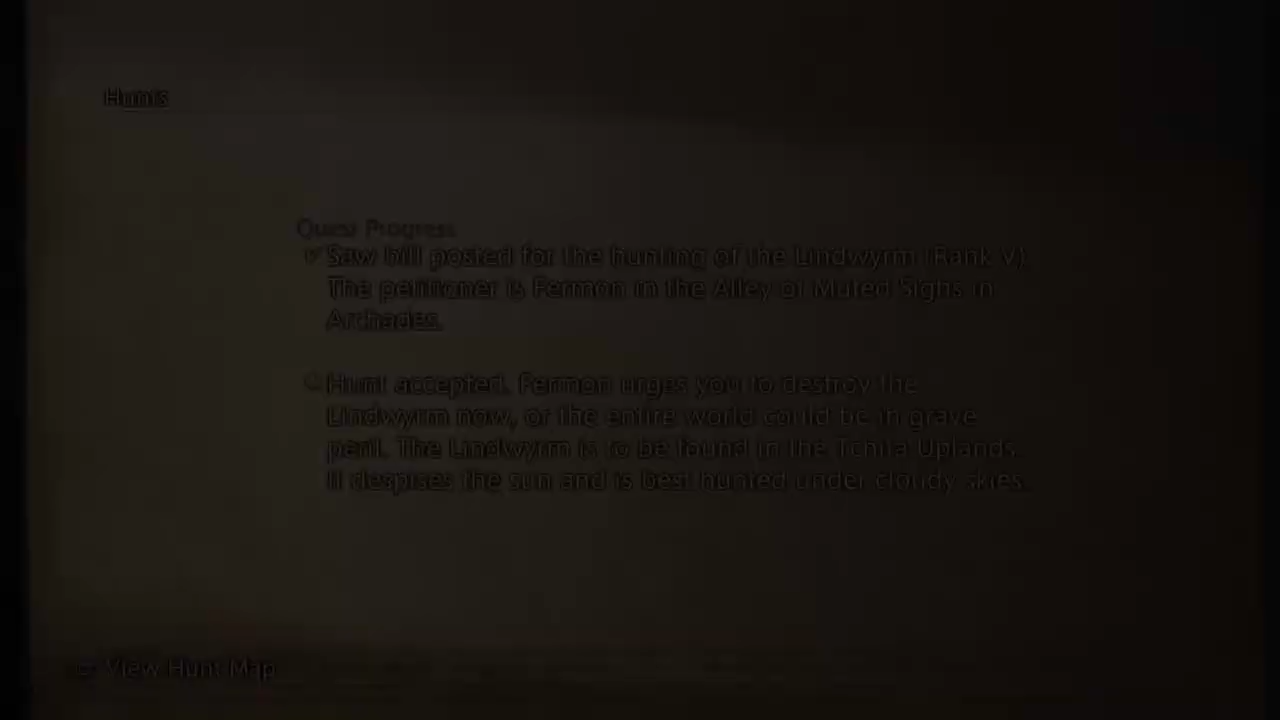 Hunts
Quest Progress
Saw bill posted for the hunting of the Lindwyrm (Rank V).
The petitioner is Fermon in the Alley of Muted Sighs in
Archades.
Hunt accepted. Fermon urges you to destroy the
Lindwyrm now, or the entire world could be in grave
peril. The Lindwyrm is to be found in the Tchita Uplands.
It despises the sun and is best hunted under cloudy skies.
View Hunt Map